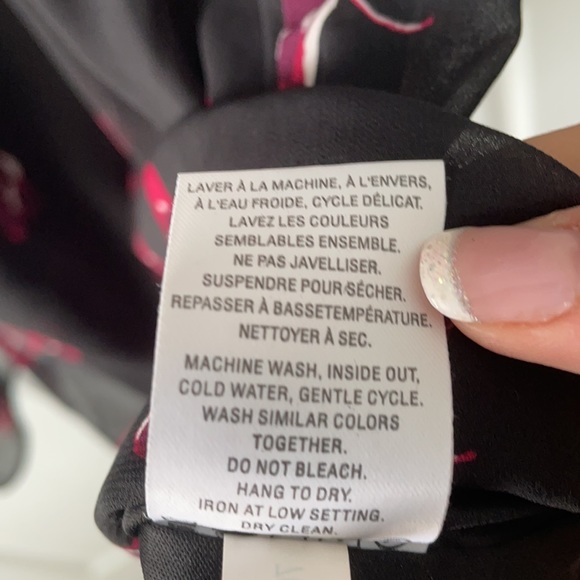 LAVER À LA MACHINE, À L'ENVERS,
À L'EAU FROIDE, CYCLE DÉLICAT.
LAVEZ LES COULEURS
SEMBLABLES ENSEMBLE.
NE PAS JAVELLISER.
SUSPENDRE POUR SÉCHER.
REPASSER À BASSETEMPÉRATURE.
NETTOYER À SEC.
MACHINE WASH, INSIDE OUT,
COLD WATER, GENTLE CYCLE.
WASH SIMILAR COLORS
TOGETHER.
DO NOT BLEACH.
HANG TO DRY.
IRON AT LOW SETTING.
DRY CLEAN.